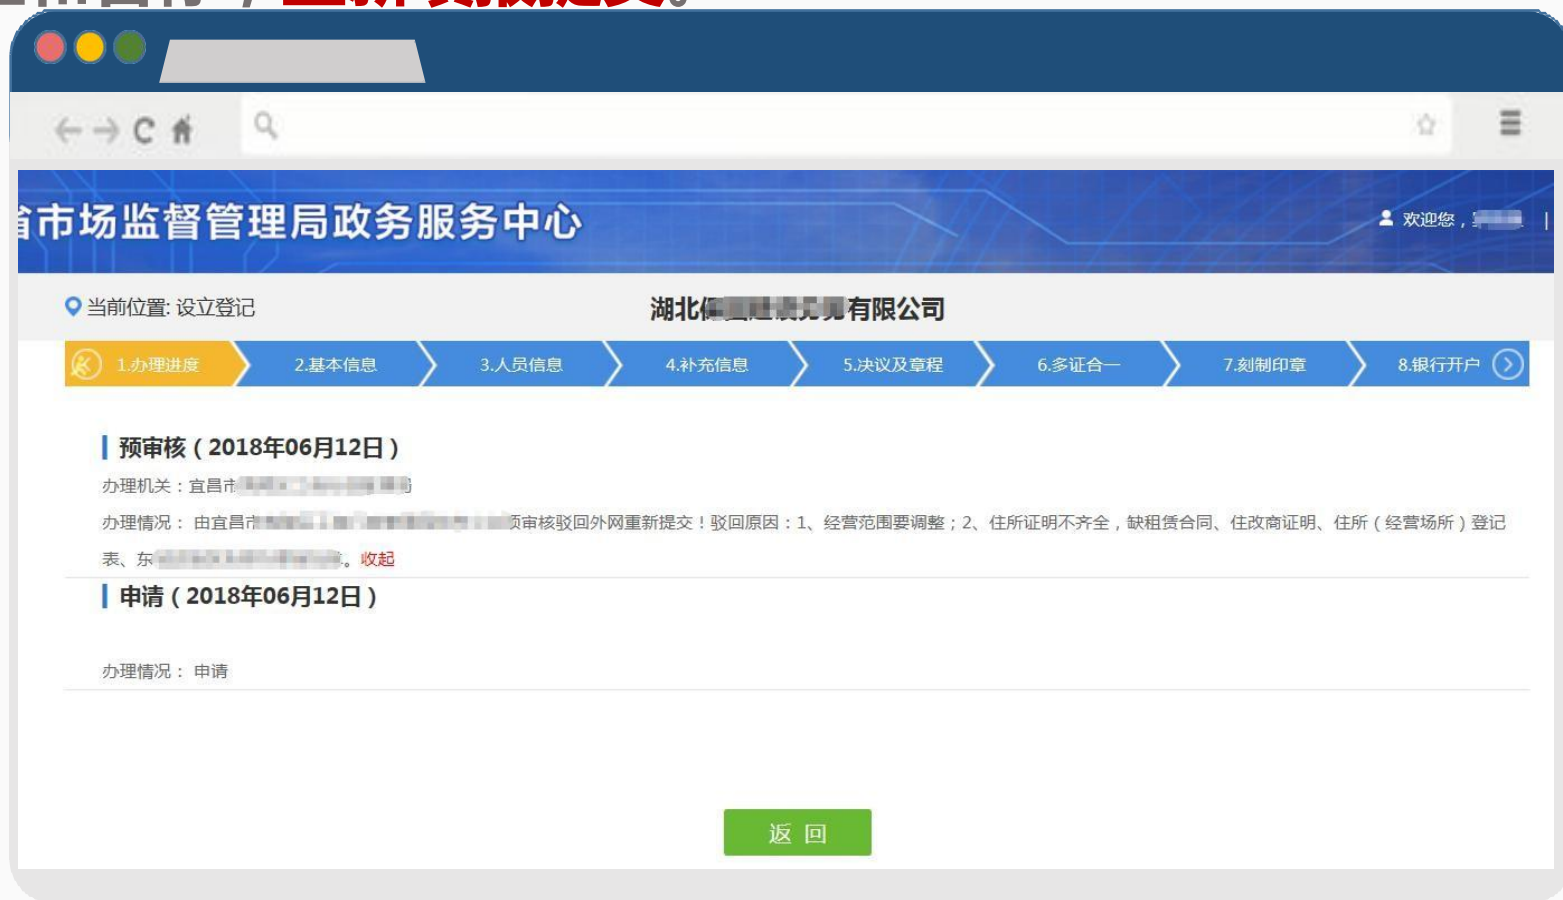 市场监督管理局政务服务中心
欢迎您，
|
当前位置: 设立登记
湖北 有限公司
1.办理进度
2.基本信息
3.人员信息
4.补充信息
5.决议及章程
6.多证合一
7.刻制印章
8.银行开户
预审核（2018年06月12日）
办理机关：宜昌市
办理情况： 由宜昌市 预审核驳回外网重新提交！驳回原因：1、经营范围要调整；2、住所证明不齐全，缺租赁合同、住改商证明、住所（经营场所）登记
表、东 。收起
申请（2018年06月12日）
办理情况： 申请
返 回